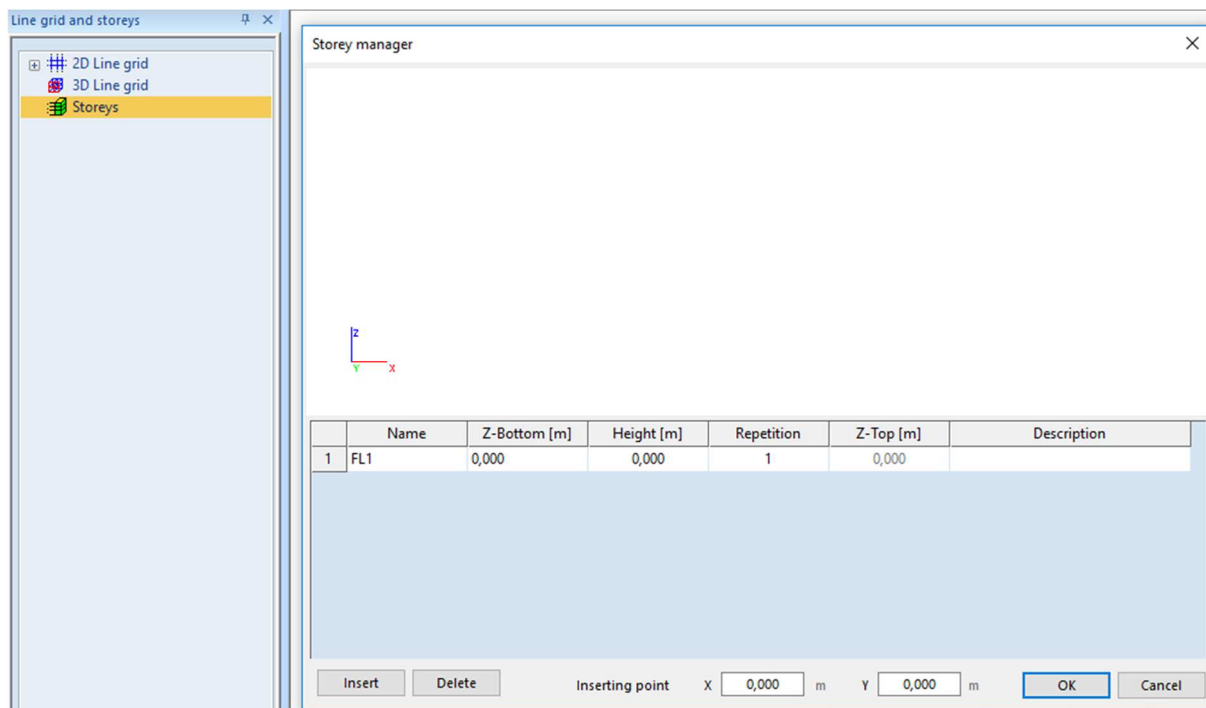 Line grid and storeys
2D Line grid
3D Line grid
Storeys
Storey manager
Z
Y X
Name Z-Bottom [m] Height [m] Repetition Z-Top [m] Description
1 FL1 0,000 0,000 1 0,000
Insert Delete Inserting point X 0,000 m Y 0,000 m OK Cancel